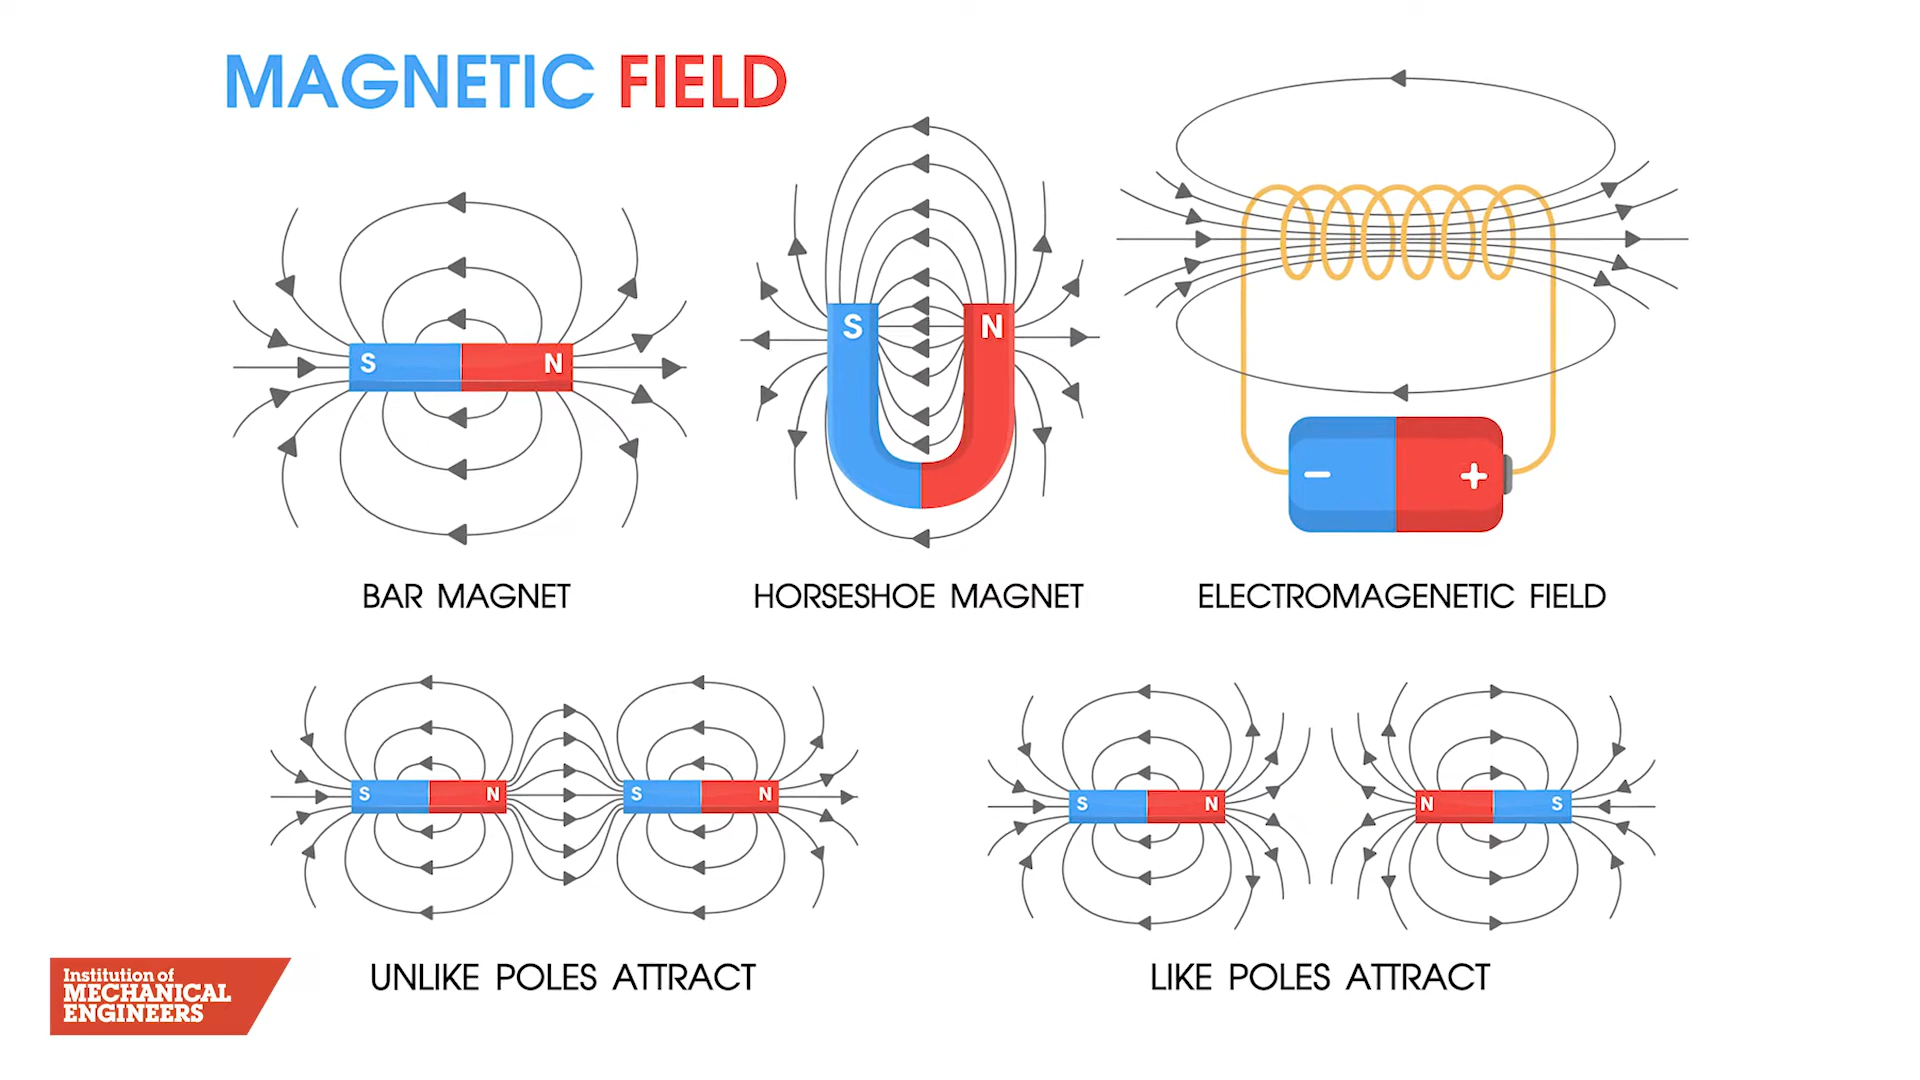 MAGNETIC FIELD
S N
S N
− +
BAR MAGNET
HORSESHOE MAGNET
ELECTROMAGENETIC FIELD
S N S N
S N N S
UNLIKE POLES ATTRACT
LIKE POLES ATTRACT
Institution of
MECHANICAL
ENGINEERS